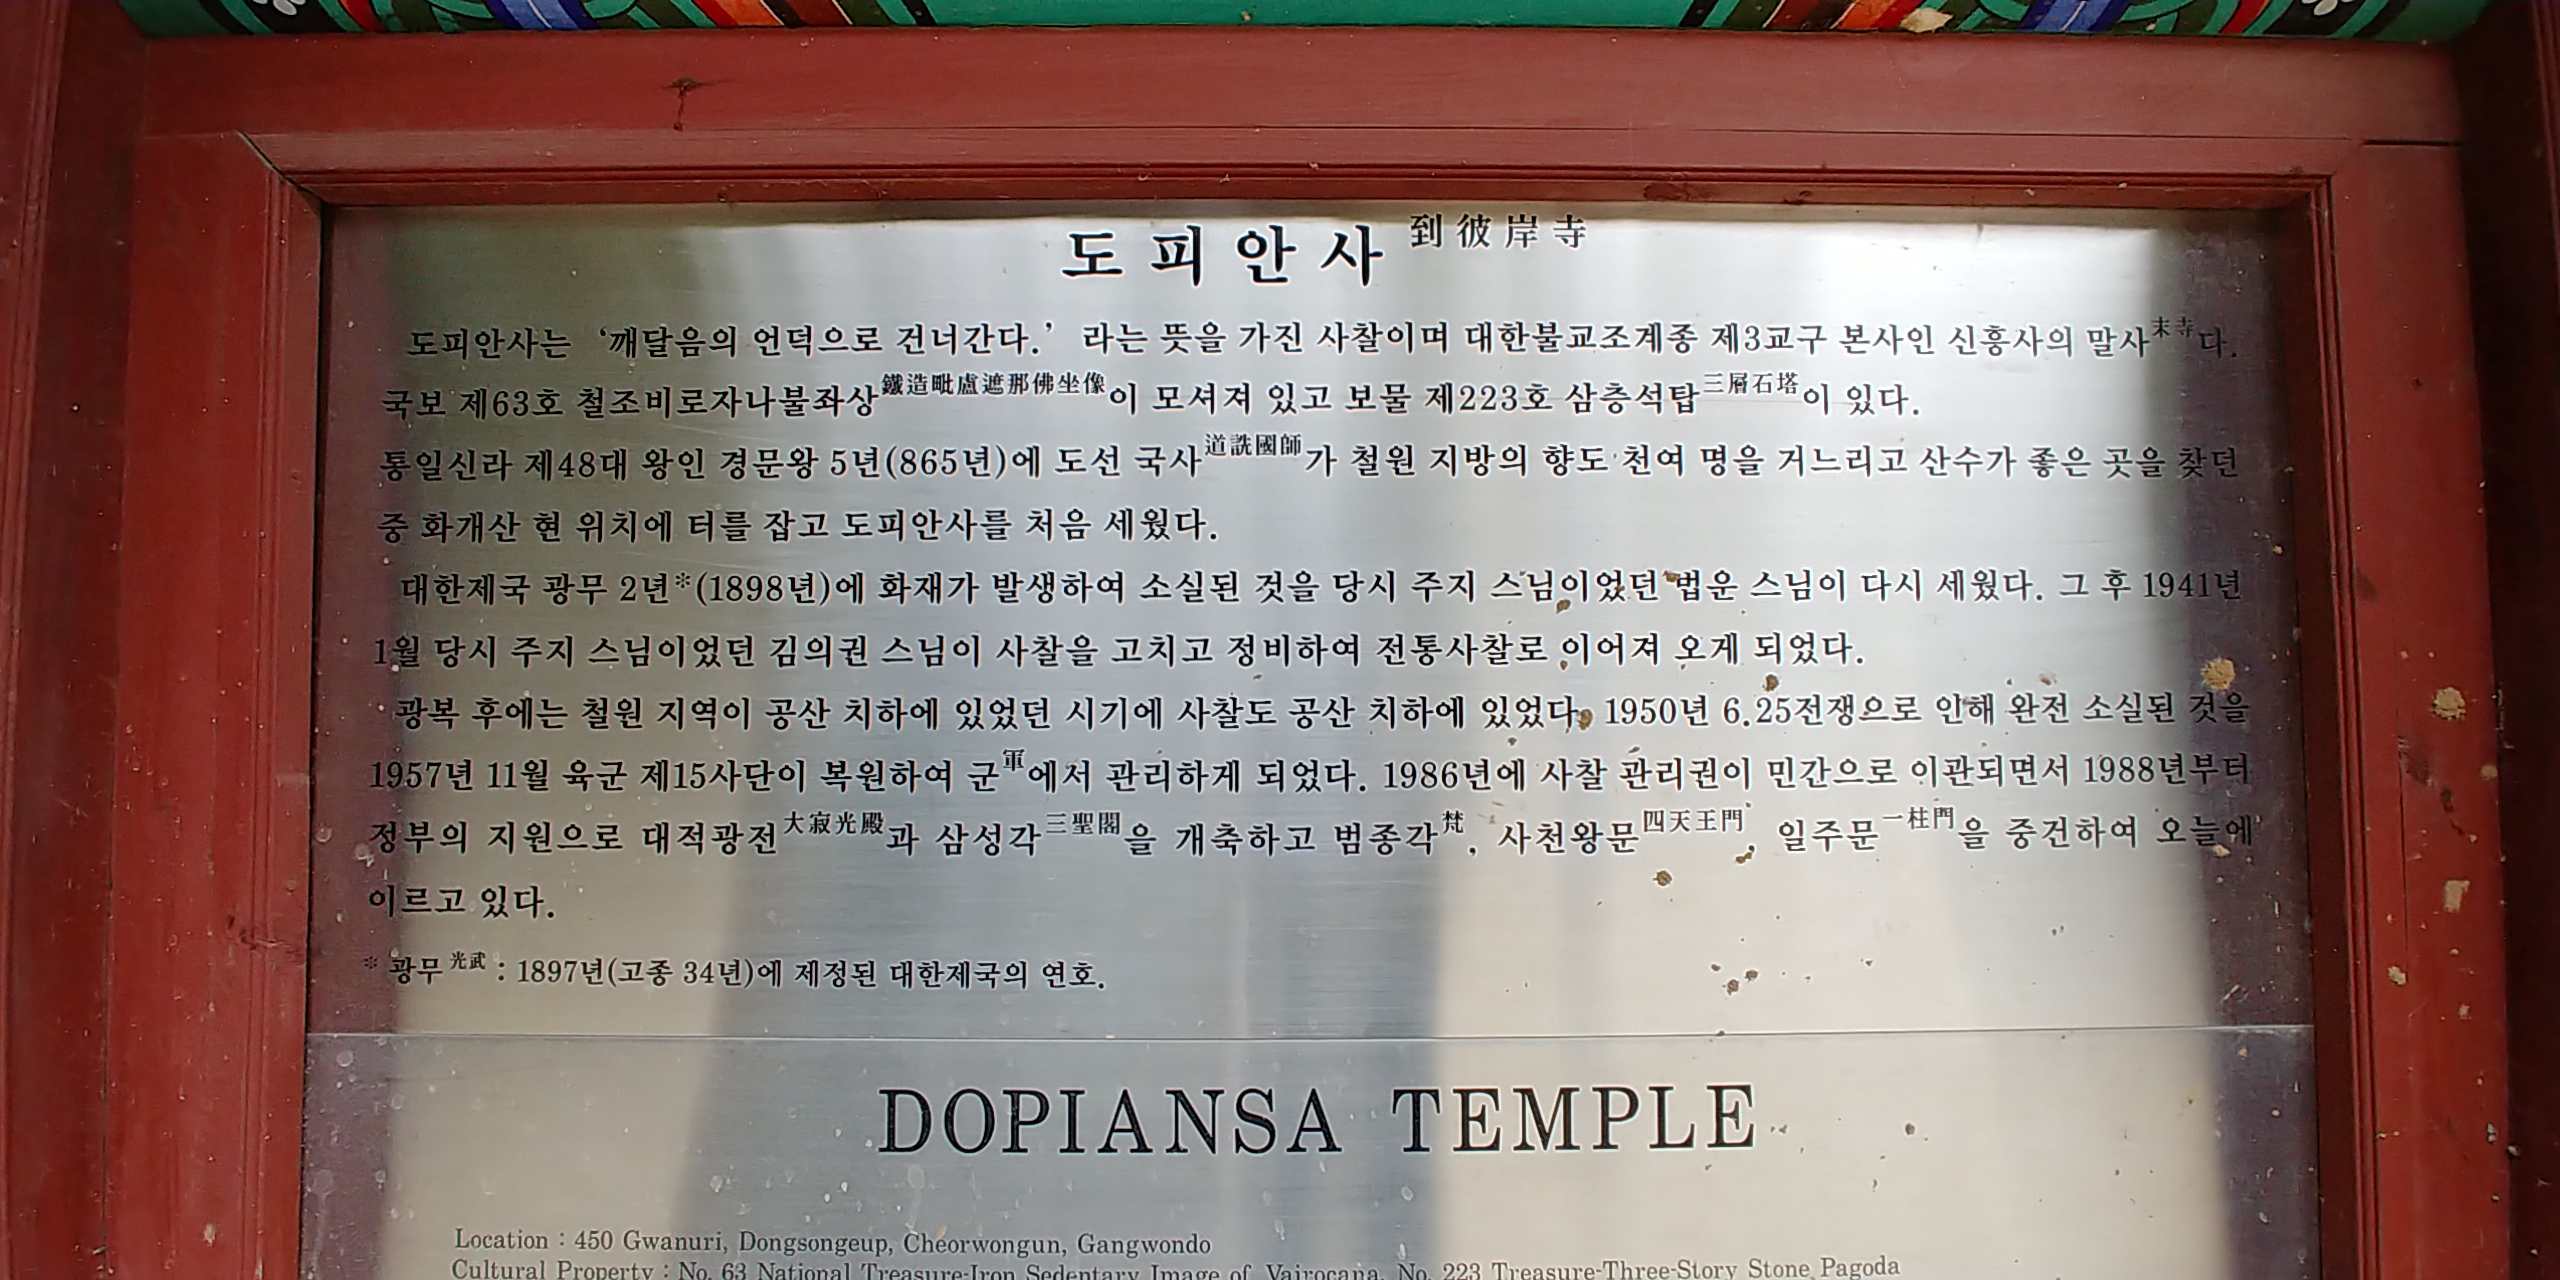 도피안사 到彼岸寺
도피안사는 ‘깨달음의 언덕으로 건너간다.’ 라는 뜻을 가진 사찰이며 대한불교조계종 제3교구 본사인 신흥사의 말사末寺다.
국보 제63호 철조비로자나불좌상鐵造毗盧遮那佛坐像이 모셔져 있고 보물 제223호 삼층석탑三層石塔이 있다.
통일신라 제48대 왕인 경문왕 5년(865년)에 도선 국사道詵國師가 철원 지방의 향도 천여 명을 거느리고 산수가 좋은 곳을 찾던
중 화개산 현 위치에 터를 잡고 도피안사를 처음 세웠다.
대한제국 광무 2년*(1898년)에 화재가 발생하여 소실된 것을 당시 주지 스님이었던 법운 스님이 다시 세웠다. 그 후 1941년
1월 당시 주지 스님이었던 김의권 스님이 사찰을 고치고 정비하여 전통사찰로 이어져 오게 되었다.
광복 후에는 철원 지역이 공산 치하에 있었던 시기에 사찰도 공산 치하에 있었다. 1950년 6.25전쟁으로 인해 완전 소실된 것을
1957년 11월 육군 제15사단이 복원하여 군軍에서 관리하게 되었다. 1986년에 사찰 관리권이 민간으로 이관되면서 1988년부터
정부의 지원으로 대적광전大寂光殿과 삼성각三聖閣을 개축하고 범종각梵, 사천왕문四天王門, 일주문一柱門을 중건하여 오늘에
이르고 있다.
* 광무光武 : 1897년(고종 34년)에 제정된 대한제국의 연호.
DOPIANSA TEMPLE
Location : 450 Gwanuri, Dongsongeup, Cheorwongun, Gangwondo
Cultural Property : No. 63 National Treasure-Iron Sedentary Image of Vairocana, No. 223 Treasure-Three-Story Stone Pagoda